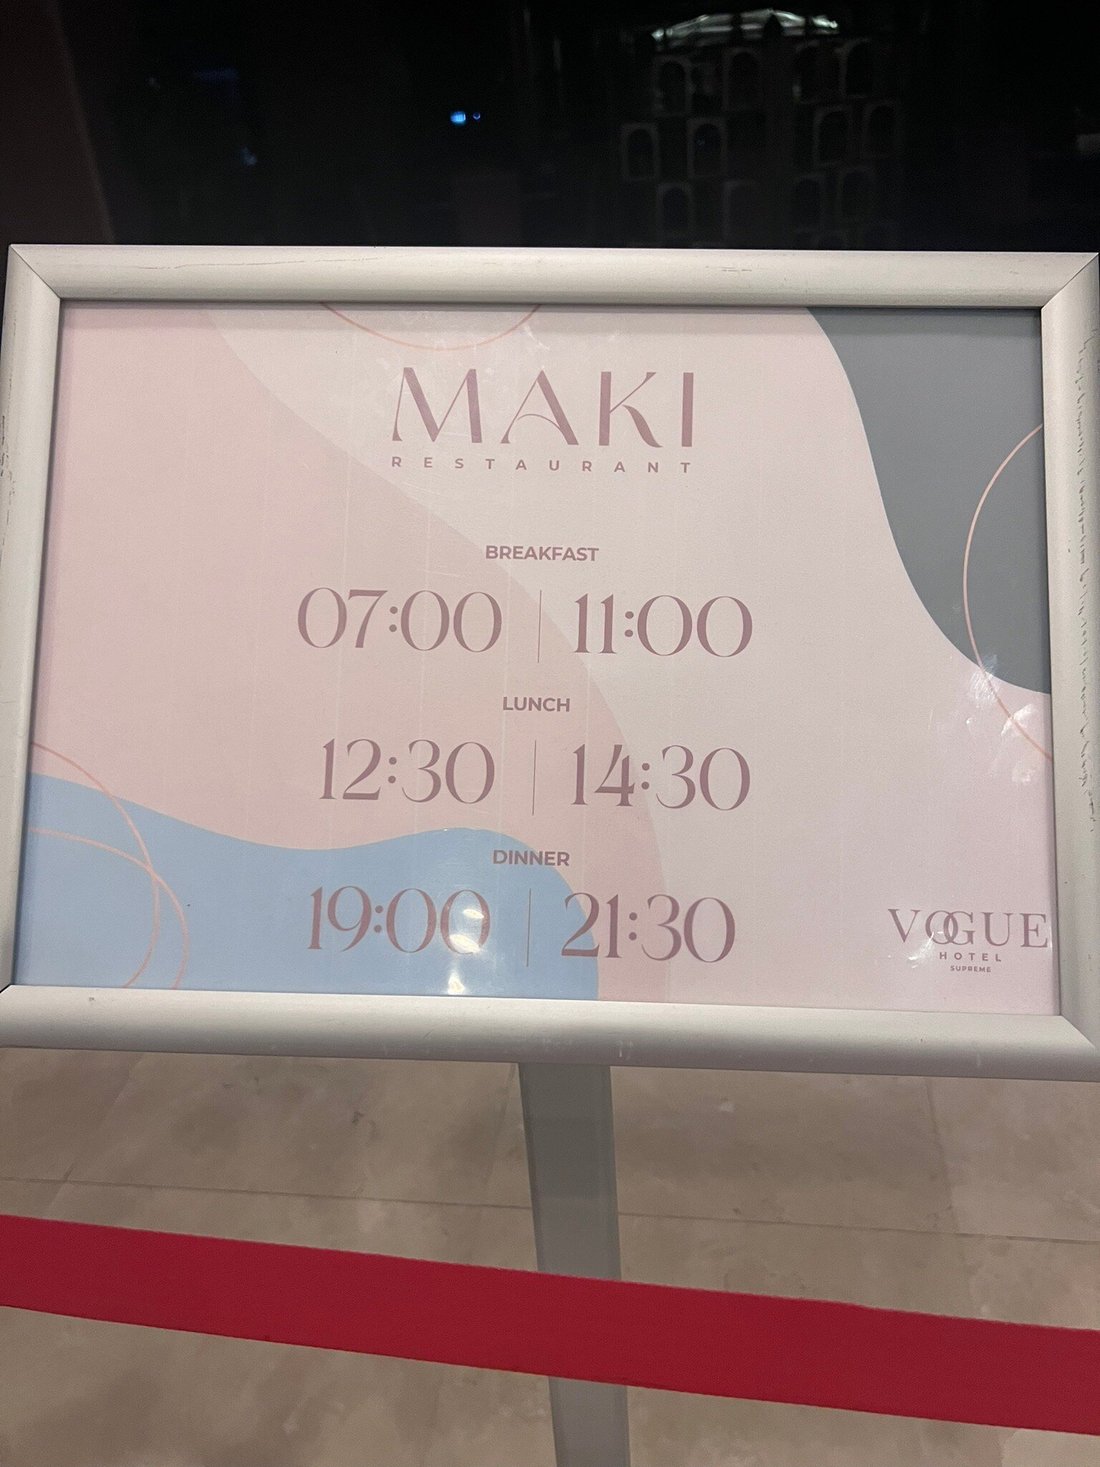 MAKI
RESTAURANT
BREAKFAST
07:00 | 11:00
LUNCH
12:30 | 14:30
DINNER
19:00 | 21:30
VOGUE
HOTEL
SUPREME